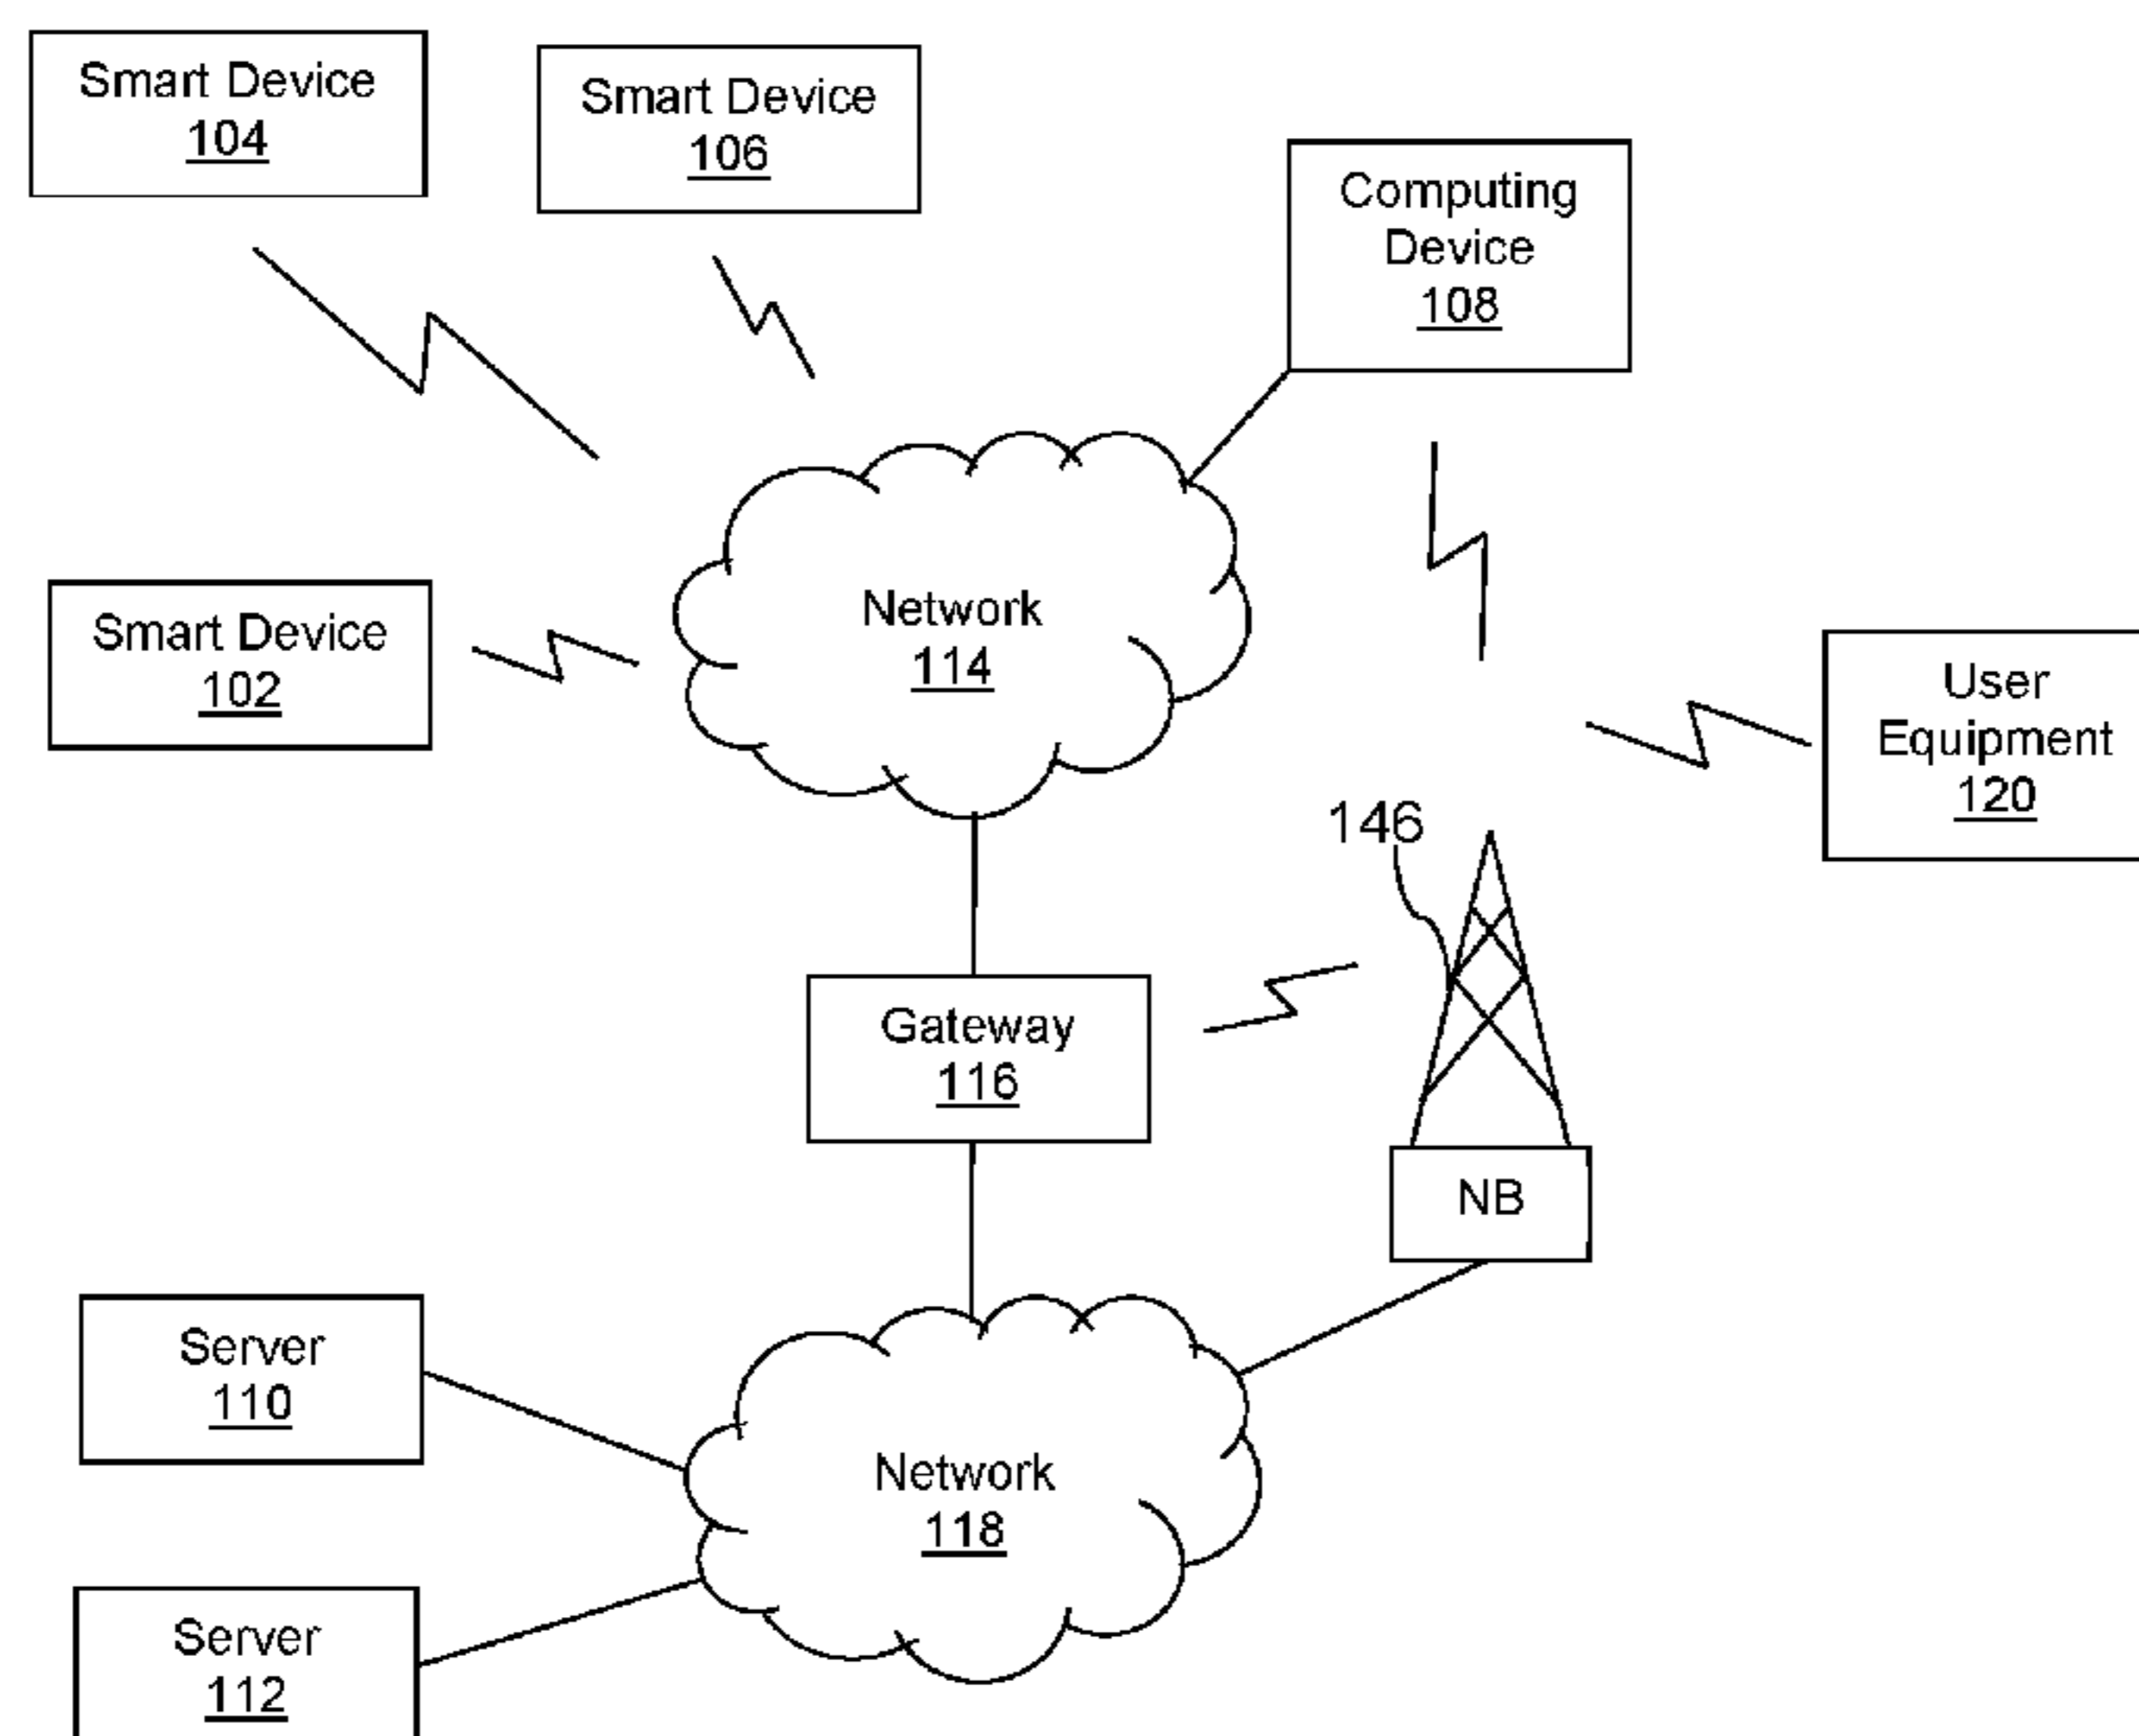 Smart Device
104
Smart Device
106
Computing
Device
108
Network
114
Smart Device
102
User
Equipment
120
146
Gateway
116
NB
Server
110
Network
118
Server
112